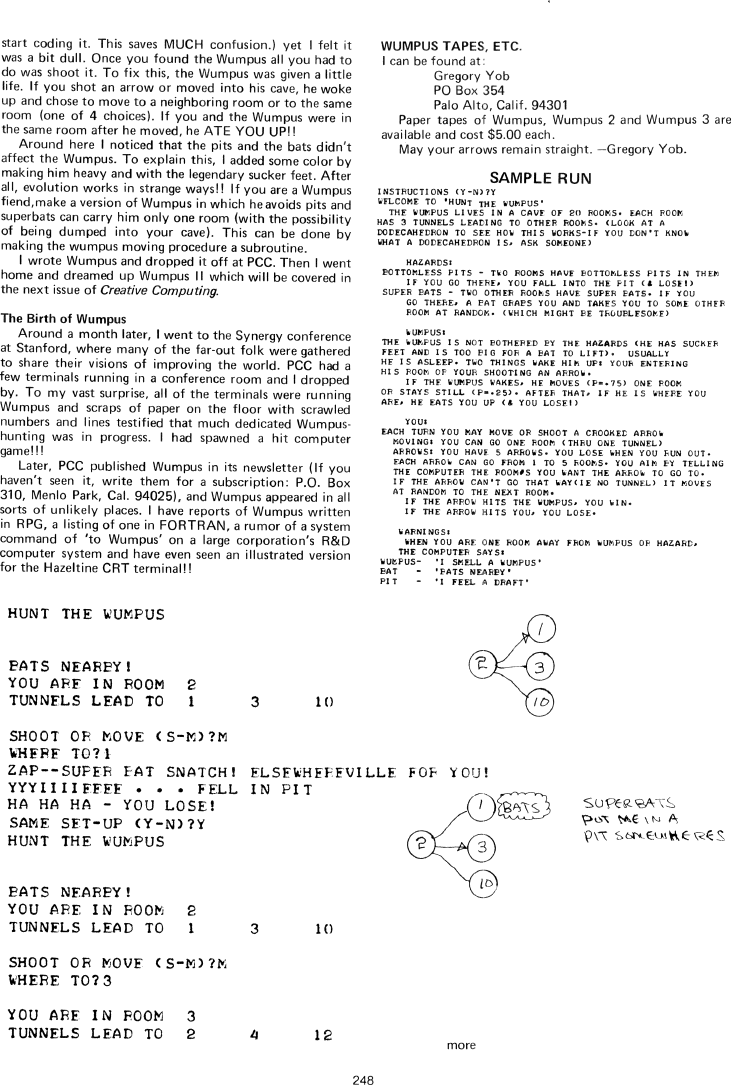 start coding it. This saves MUCH confusion.) yet I felt it
was a bit dull. Once you found the Wumpus all you had to
do was shoot it. To fix this, the Wumpus was given a little
life. If you shot an arrow or moved into his cave, he woke
up and chose to move to a neighboring room or to the same
room (one of 4 choices). If you and the Wumpus were in
the same room after he moved, he ATE YOU UP!!
Around here I noticed that the pits and the bats didn't
affect the Wumpus. To explain this, I added some color by
making him heavy and with the legendary sucker feet. After
all, evolution works in strange ways!! If you are a Wumpus
fiend,make a version of Wumpus in which he avoids pits and
superbats can carry him only one room (with the possibility
of being dumped into your cave). This can be done by
making the wumpus moving procedure a subroutine.
I wrote Wumpus and dropped it off at PCC. Then I went
home and dreamed up Wumpus II which will be covered in
the next issue of Creative Computing.
The Birth of Wumpus
Around a month later, I went to the Synergy conference
at Stanford, where many of the far-out folk were gathered
to share their visions of improving the world. PCC had a
few terminals running in a conference room and I dropped
by. To my vast surprise, all of the terminals were running
Wumpus and scraps of paper on the floor with scrawled
numbers and lines testified that much dedicated Wumpus-
hunting was in progress. I had spawned a hit computer
game!!!
Later, PCC published Wumpus in its newsletter (If you
haven't seen it, write them for a subscription: P.O. Box
310, Menlo Park, Cal. 94025), and Wumpus appeared in all
sorts of unlikely places. I have reports of Wumpus written
in RPG, a listing of one in FORTRAN, a rumor of a system
command of 'to Wumpus' on a large corporation's R&D
computer system and have even seen an illustrated version
for the Hazeltine CRT terminal!!
WUMPUS TAPES, ETC.
I can be found at:
Gregory Yob
PO Box 354
Palo Alto, Calif. 94301
Paper tapes of Wumpus, Wumpus 2 and Wumpus 3 are
available and cost $5.00 each.
May your arrows remain straight. —Gregory Yob.
SAMPLE RUN
INSTRUCTIONS (Y-N)?Y
WELCOME TO 'HUNT THE WUMPUS'
THE WUMPUS LIVES IN A CAVE OF 20 ROOMS. EACH ROOM
HAS 3 TUNNELS LEADING TO OTHER ROOMS. (LOOK AT A
DODECAHEDRON TO SEE HOW THIS WORKS-IF YOU DON'T KNOW
WHAT A DODECAHEDRON IS, ASK SOMEONE)
HAZARDS:
BOTTOMLESS PITS - TWO ROOMS HAVE BOTTOMLESS PITS IN THEM
IF YOU GO THERE, YOU FALL INTO THE PIT (& LOSE!)
SUPER BATS - TWO OTHER ROOMS HAVE SUPER BATS. IF YOU
GO THERE, A BAT GRABS YOU AND TAKES YOU TO SOME OTHER
ROOM AT RANDOM. (WHICH MIGHT BE TROUBLESOME)
WUMPUS:
THE WUMPUS IS NOT BOTHERED BY THE HAZARDS (HE HAS SUCKER
FEET AND IS TOO BIG FOR A BAT TO LIFT). USUALLY
HE IS ASLEEP. TWO THINGS WAKE HIM UP: YOUR ENTERING
HIS ROOM OR YOUR SHOOTING AN ARROW.
IF THE WUMPUS WAKES, HE MOVES (P=.75) ONE ROOM
OR STAYS STILL (P=.25). AFTER THAT, IF HE IS WHERE YOU
ARE, HE EATS YOU UP (& YOU LOSE!)
YOU:
EACH TURN YOU MAY MOVE OR SHOOT A CROOKED ARROW
MOVING: YOU CAN GO ONE ROOM (THRU ONE TUNNEL)
ARROWS: YOU HAVE 5 ARROWS. YOU LOSE WHEN YOU RUN OUT.
EACH ARROW CAN GO FROM 1 TO 5 ROOMS. YOU AIM BY TELLING
THE COMPUTER THE ROOM#S YOU WANT THE ARROW TO GO TO.
IF THE ARROW CAN'T GO THAT WAY(IE NO TUNNEL) IT MOVES
AT RANDOM TO THE NEXT ROOM.
IF THE ARROW HITS THE WUMPUS, YOU WIN.
IF THE ARROW HITS YOU, YOU LOSE.
WARNINGS:
WHEN YOU ARE ONE ROOM AWAY FROM WUMPUS OR HAZARD,
THE COMPUTER SAYS:
WUMPUS- 'I SMELL A WUMPUS'
BAT - 'BATS NEARBY'
PIT - 'I FEEL A DRAFT'
HUNT THE WUMPUS
BATS NEARBY!
YOU ARE IN ROOM 2
TUNNELS LEAD TO 1 3 10
1
2
3
10
SHOOT OR MOVE (S-M)?M
WHERE TO?1
ZAP--SUPER BAT SNATCH! ELSEWHEREVILLE FOR YOU!
YYYIIIIEEEE . . . FELL IN PIT
HA HA HA - YOU LOSE!
SAME SET-UP (Y-N)?Y
HUNT THE WUMPUS
1 BATS
2
3
10
SUPERBATS
PUT ME IN A
PIT SOMEWHERES
BATS NEARBY!
YOU ARE IN ROOM 2
TUNNELS LEAD TO 1 3 10
SHOOT OR MOVE (S-M)?M
WHERE TO?3
YOU ARE IN ROOM 3
TUNNELS LEAD TO 2 4 12
more
248